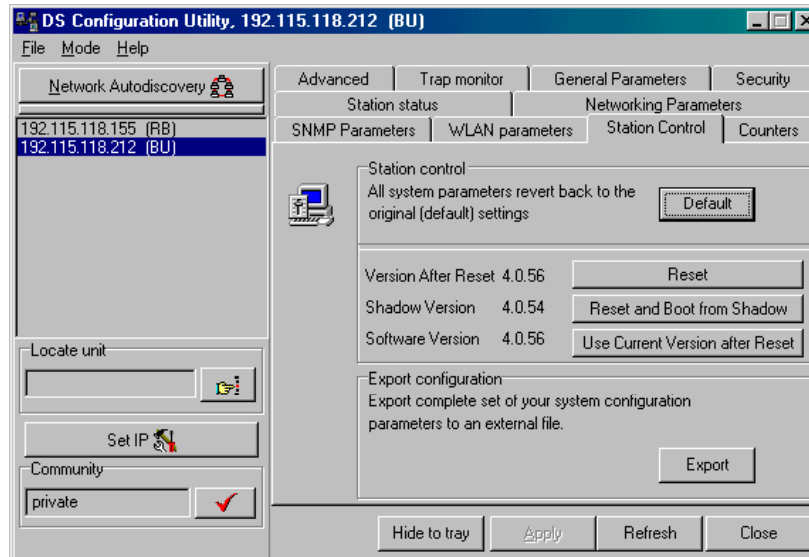 DS Configuration Utility, 192.115.118.212 (BU)
File Mode Help
Network Autodiscovery
192.115.118.155 (RB)
192.115.118.212 (BU)
Locate unit
Set IP
Community
private
Advanced Trap monitor General Parameters Security
Station status Networking Parameters
SNMP Parameters WLAN parameters Station Control Counters
Station control
All system parameters revert back to the
original (default) settings
Default
Version After Reset 4.0.56 Reset
Shadow Version 4.0.54 Reset and Boot from Shadow
Software Version 4.0.56 Use Current Version after Reset
Export configuration
Export complete set of your system configuration
parameters to an external file.
Export
Hide to tray Apply Refresh Close